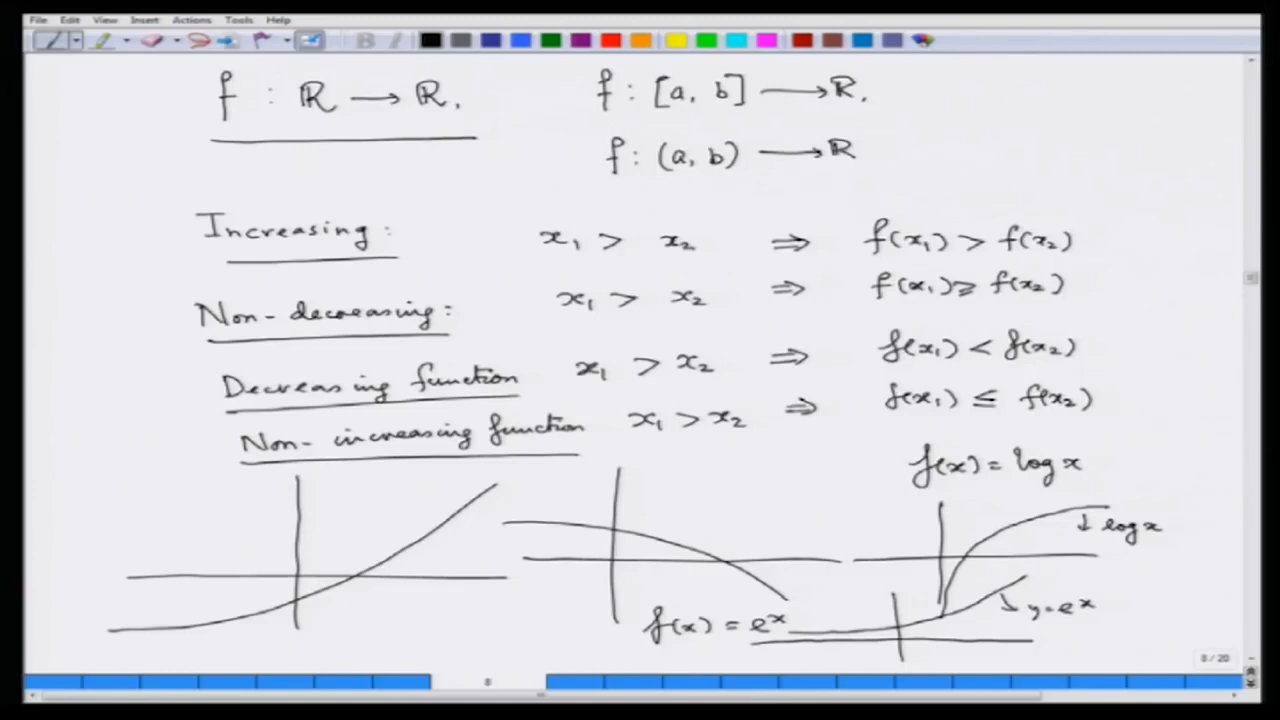 File Edit View Insert Actions Tools Help
B I
f : ℝ ⟶ ℝ. f : [a, b] ⟶ ℝ.
f : (a, b) ⟶ ℝ
Increasing: x₁ > x₂ ⇒ f(x₁) > f(x₂)
Non-decreasing: x₁ > x₂ ⇒ f(x₁) ≥ f(x₂)
Decreasing function x₁ > x₂ ⇒ f(x₁) < f(x₂)
Non-increasing function x₁ > x₂ ⇒ f(x₁) ≤ f(x₂)
f(x) = log x
↓ log x
f(x) = eˣ ↓ y = eˣ
8 / 20
8